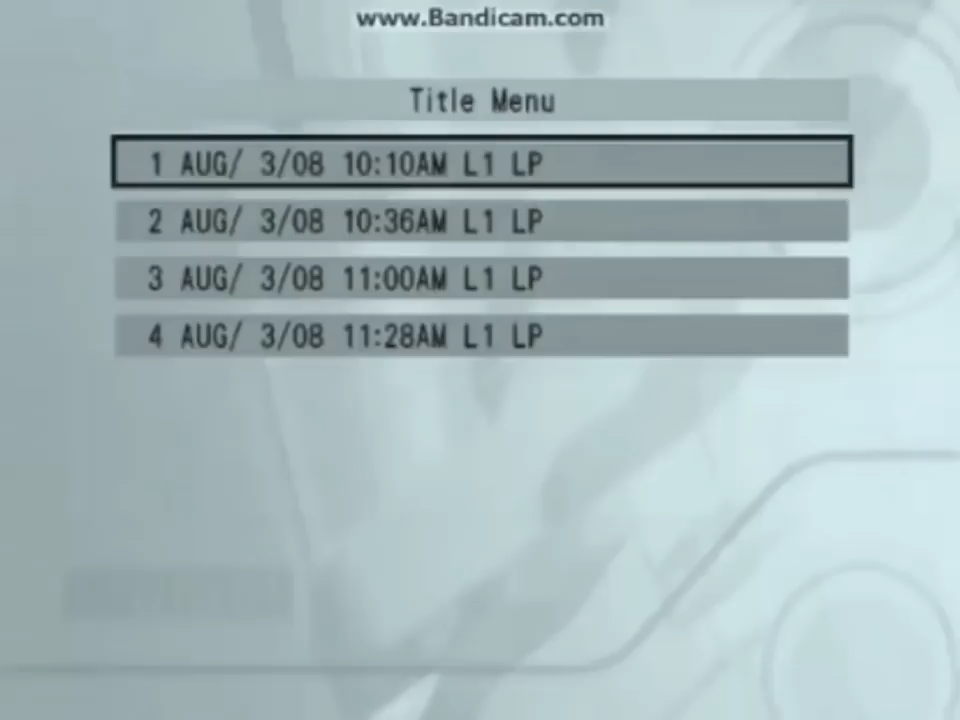 www.Bandicam.com
Title Menu
1 AUG/ 3/08 10:10AM L1 LP
2 AUG/ 3/08 10:36AM L1 LP
3 AUG/ 3/08 11:00AM L1 LP
4 AUG/ 3/08 11:28AM L1 LP